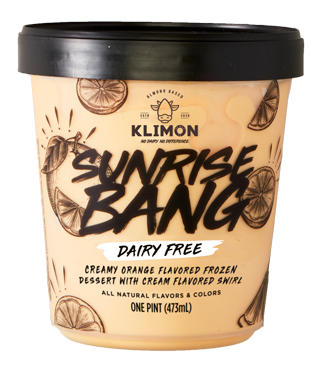 ALMOND BASED
KLIMON
NO DAIRY. NO DIFFERENCE.
SUNRISE
BANG
DAIRY FREE
CREAMY ORANGE FLAVORED FROZEN
DESSERT WITH CREAM FLAVORED SWIRL
ALL NATURAL FLAVORS & COLORS
ONE PINT (473mL)